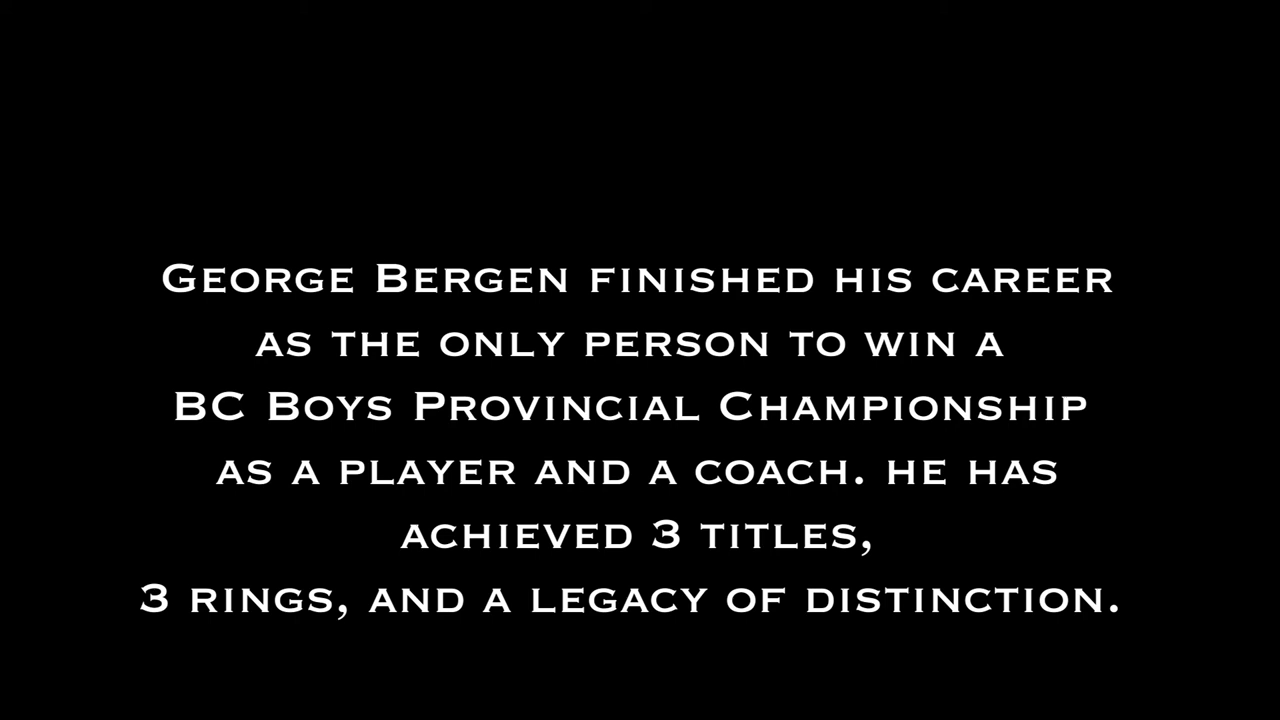 George Bergen finished his career
as the only person to win a
BC Boys Provincial Championship
as a player and a coach. he has
achieved 3 titles,
3 rings, and a legacy of distinction.